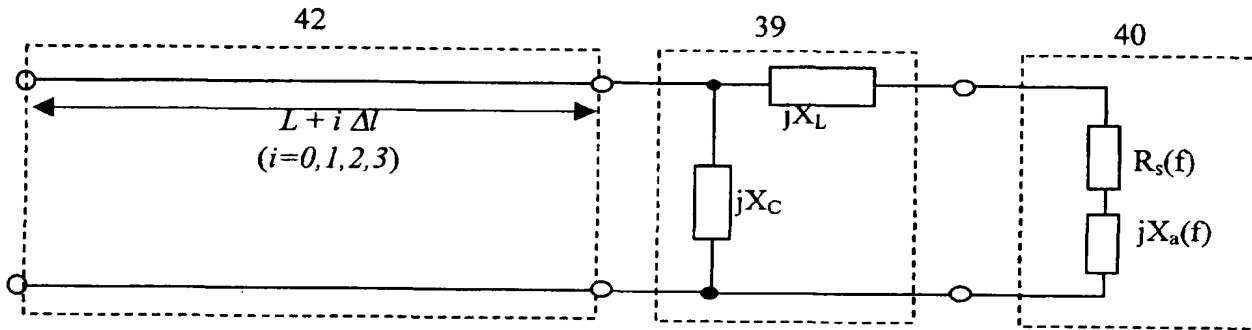 42
39
40
L + i Δl
(i=0,1,2,3)
jX_L
jX_C
R_s(f)
jX_a(f)